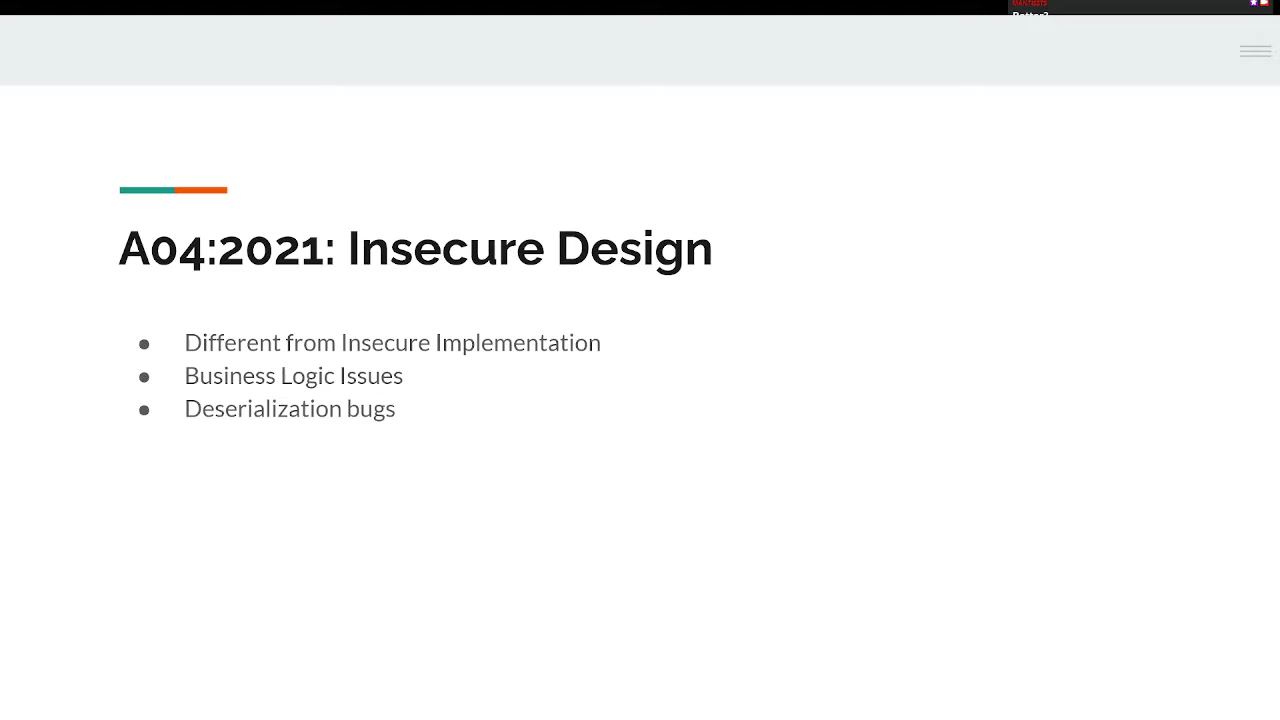 A04:2021: Insecure Design
● Different from Insecure Implementation
● Business Logic Issues
● Deserialization bugs